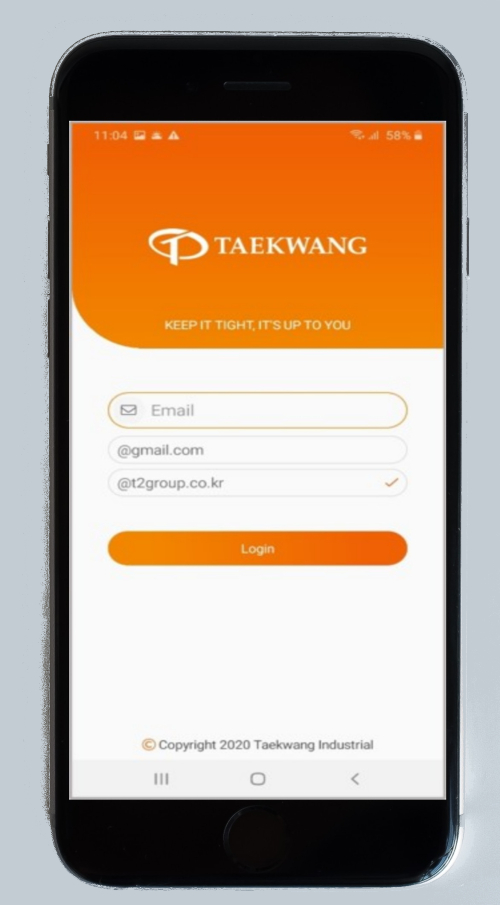 11:04 58%
TAEKWANG
KEEP IT TIGHT, IT'S UP TO YOU
Email
@gmail.com
@t2group.co.kr
Login
© Copyright 2020 Taekwang Industrial